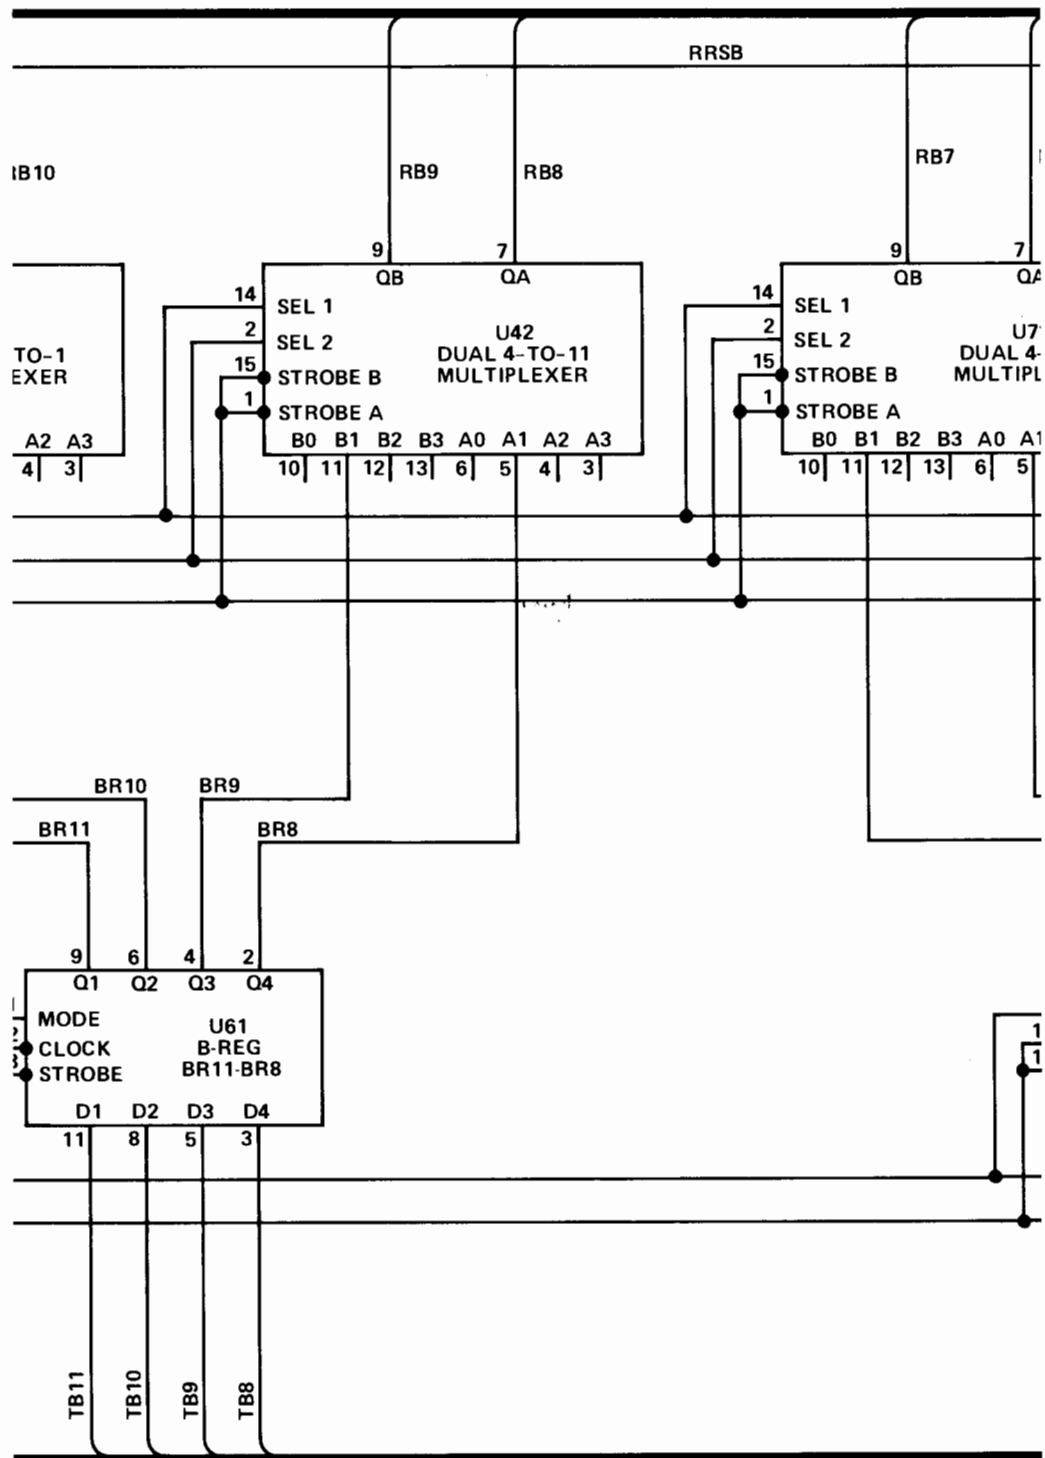 RRSB
RB9
RB8
RB7
9
7
9
7
QB
QA
QB
14
SEL 1
2
SEL 2
15
STROBE B
1
STROBE A
U42
DUAL 4-TO-11
MULTIPLEXER
B0 B1 B2 B3 A0 A1 A2 A3
10 11 12 13 6 5 4 3
TO-1
A2 A3
4 3
14
SEL 1
2
SEL 2
15
STROBE B
1
STROBE A
DUAL 4-
B0 B1 B2 B3 A0 A1
10 11 12 13 6 5
BR10
BR9
BR11
BR8
9 6 4 2
Q1 Q2 Q3 Q4
MODE
CLOCK
STROBE
U61
B-REG
BR11-BR8
D1 D2 D3 D4
11 8 5 3
TB11
TB10
TB9
TB8